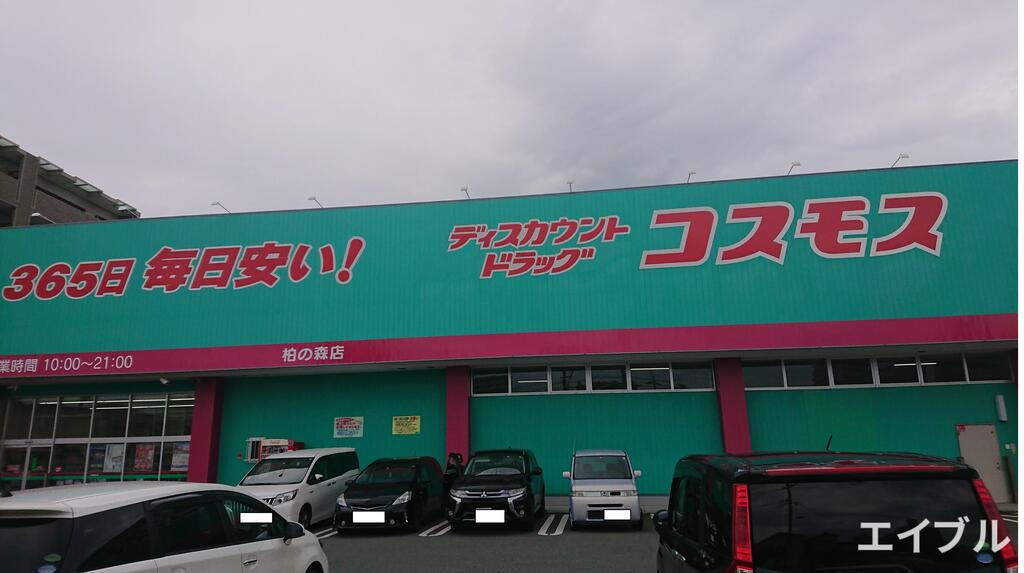 365日 毎日安い!
ディスカウント
ドラッグ
コスモス
業時間 10:00~21:00
柏の森店
エイブル